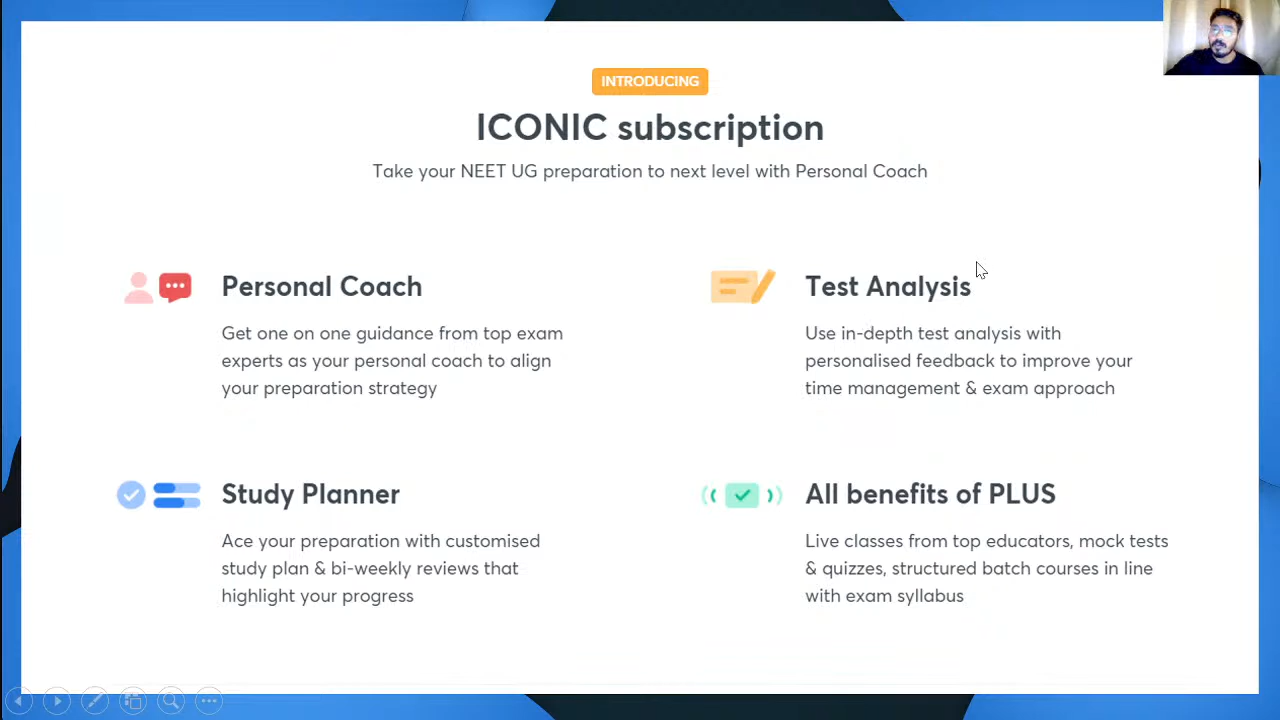 INTRODUCING
ICONIC subscription
Take your NEET UG preparation to next level with Personal Coach
Personal Coach
Get one on one guidance from top exam
experts as your personal coach to align
your preparation strategy
Test Analysis
Use in-depth test analysis with
personalised feedback to improve your
time management & exam approach
Study Planner
Ace your preparation with customised
study plan & bi-weekly reviews that
highlight your progress
All benefits of PLUS
Live classes from top educators, mock tests
& quizzes, structured batch courses in line
with exam syllabus